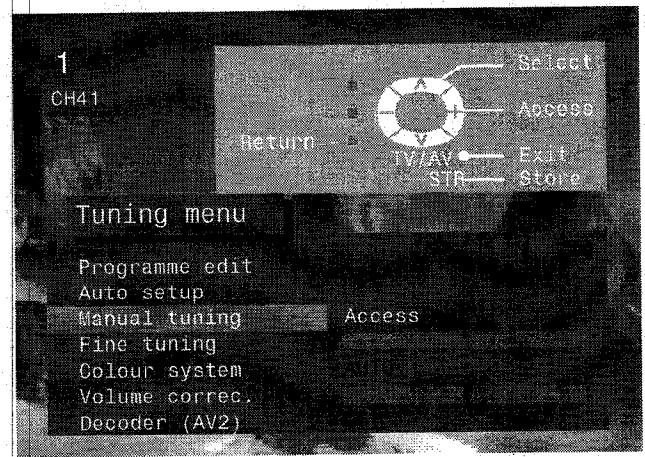 1
CH41
Select
Access
Return
TV/AV Exit
STR Store
Tuning menu
Programme edit
Auto setup
Manual tuning Access
Fine tuning
Colour system AUTO
Volume correc.
Decoder (AV2)